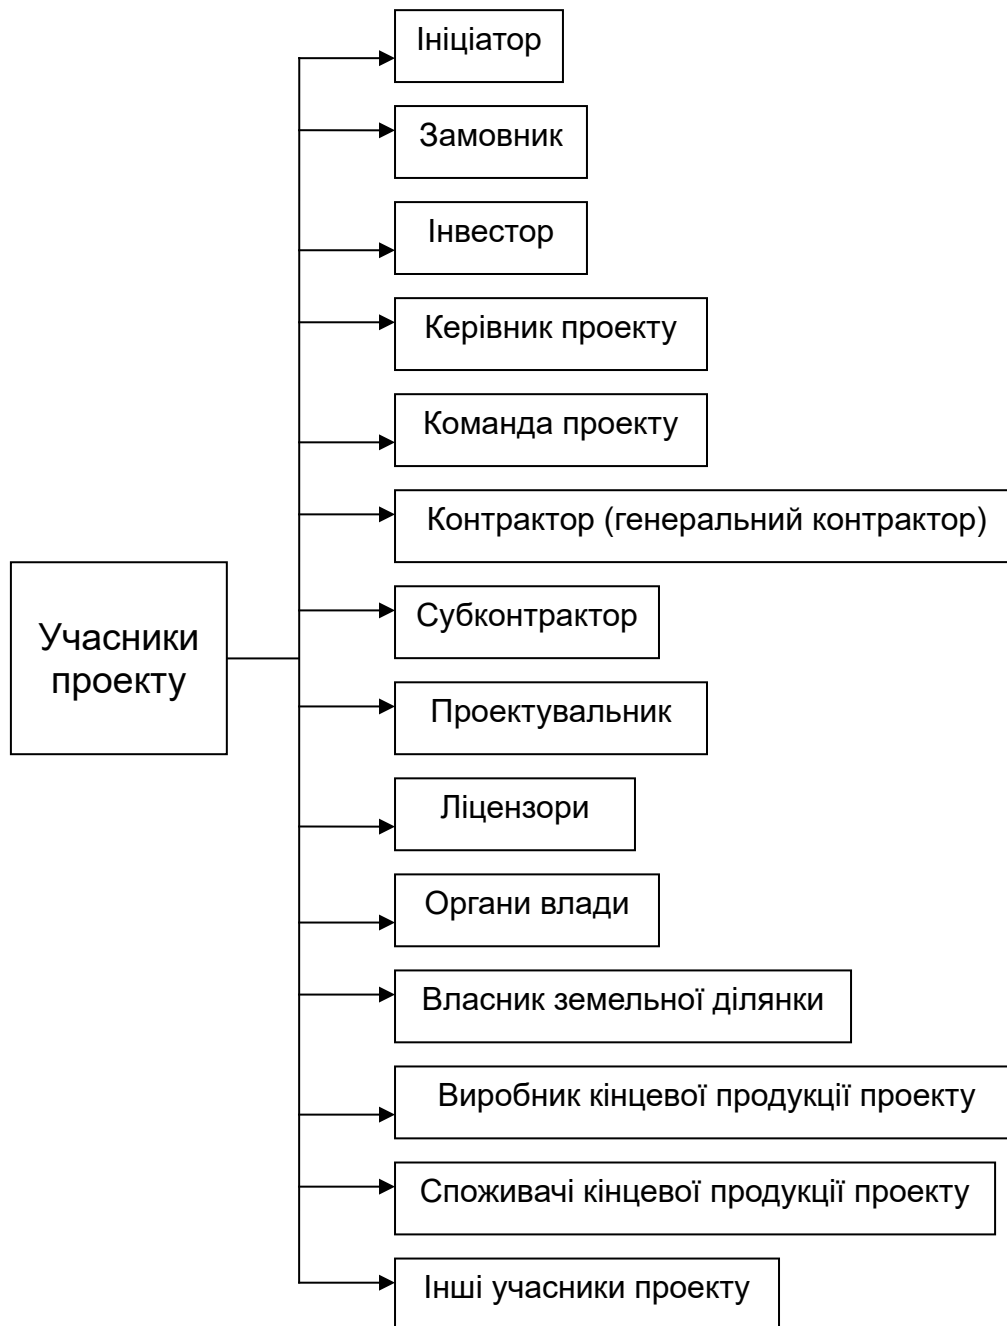 Ініціатор
Замовник
Інвестор
Керівник проекту
Команда проекту
Контрактор (генеральний контрактор)
Субконтрактор
Учасники
проекту
Проектувальник
Ліцензори
Органи влади
Власник земельної ділянки
Виробник кінцевої продукції проекту
Споживачі кінцевої продукції проекту
Інші учасники проекту